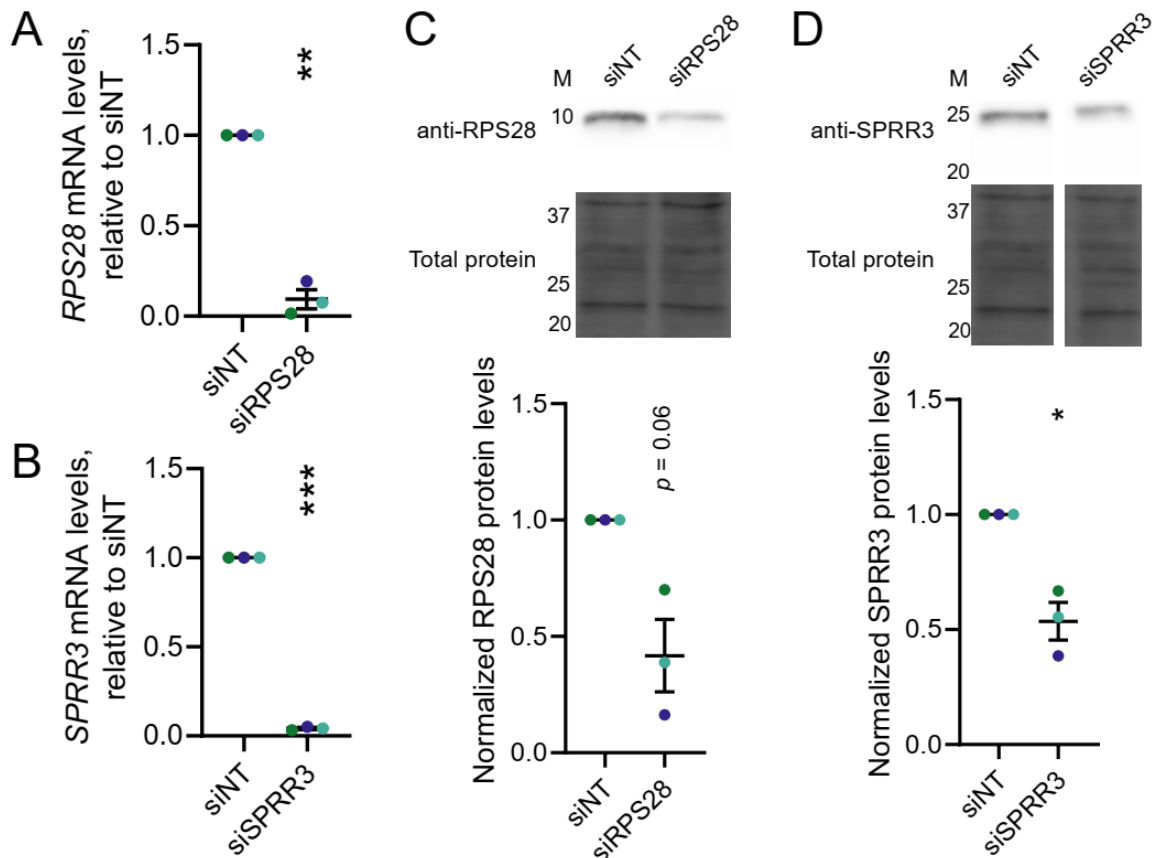 A
RPS28 mRNA levels,
relative to siNT
1.5
1.0
0.5
0.0
**
siNT
siRPS28
B
SPRR3 mRNA levels,
relative to siNT
1.5
1.0
0.5
0.0
***
siNT
siSPRR3
C
M
siNT
siRPS28
anti-RPS28
10
Total protein
37
25
20
Normalized RPS28 protein levels
1.5
1.0
0.5
0.0
p = 0.06
siNT
siRPS28
D
M
siNT
siSPRR3
anti-SPRR3
25
20
Total protein
37
25
20
Normalized SPRR3 protein levels
1.5
1.0
0.5
0.0
*
siNT
siSPRR3